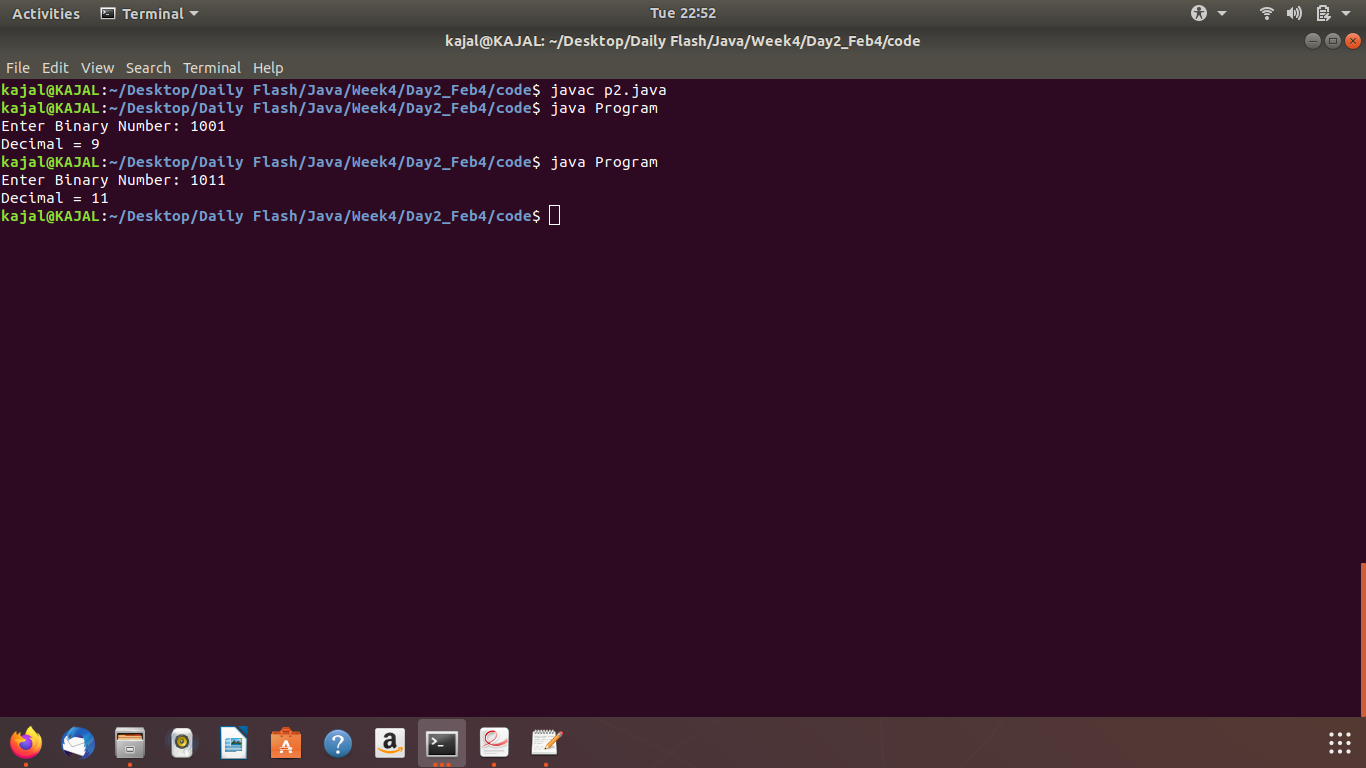 Activities Terminal Tue 22:52
kajal@KAJAL: ~/Desktop/Daily Flash/Java/Week4/Day2_Feb4/code
File Edit View Search Terminal Help
kajal@KAJAL:~/Desktop/Daily Flash/Java/Week4/Day2_Feb4/code$ javac p2.java
kajal@KAJAL:~/Desktop/Daily Flash/Java/Week4/Day2_Feb4/code$ java Program
Enter Binary Number: 1001
Decimal = 9
kajal@KAJAL:~/Desktop/Daily Flash/Java/Week4/Day2_Feb4/code$ java Program
Enter Binary Number: 1011
Decimal = 11
kajal@KAJAL:~/Desktop/Daily Flash/Java/Week4/Day2_Feb4/code$